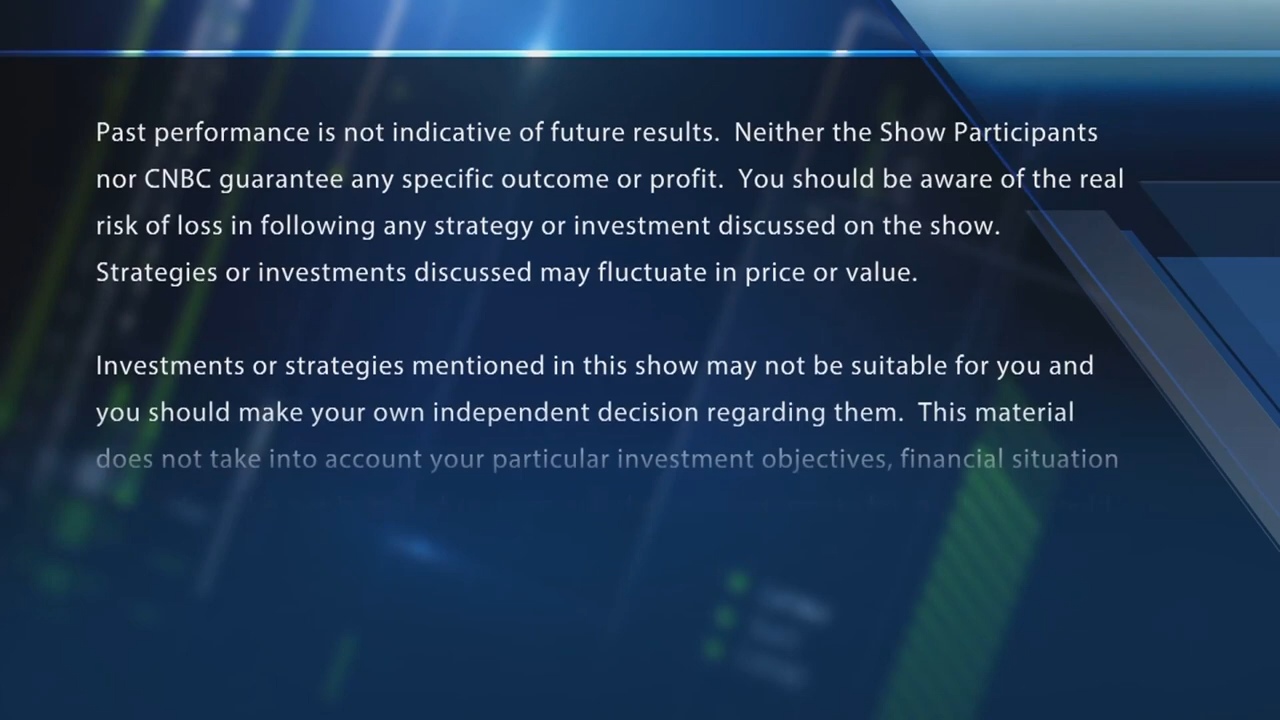 Past performance is not indicative of future results.  Neither the Show Participants
nor CNBC guarantee any specific outcome or profit.  You should be aware of the real
risk of loss in following any strategy or investment discussed on the show.
Strategies or investments discussed may fluctuate in price or value.
Investments or strategies mentioned in this show may not be suitable for you and
you should make your own independent decision regarding them.  This material
does not take into account your particular investment objectives, financial situation